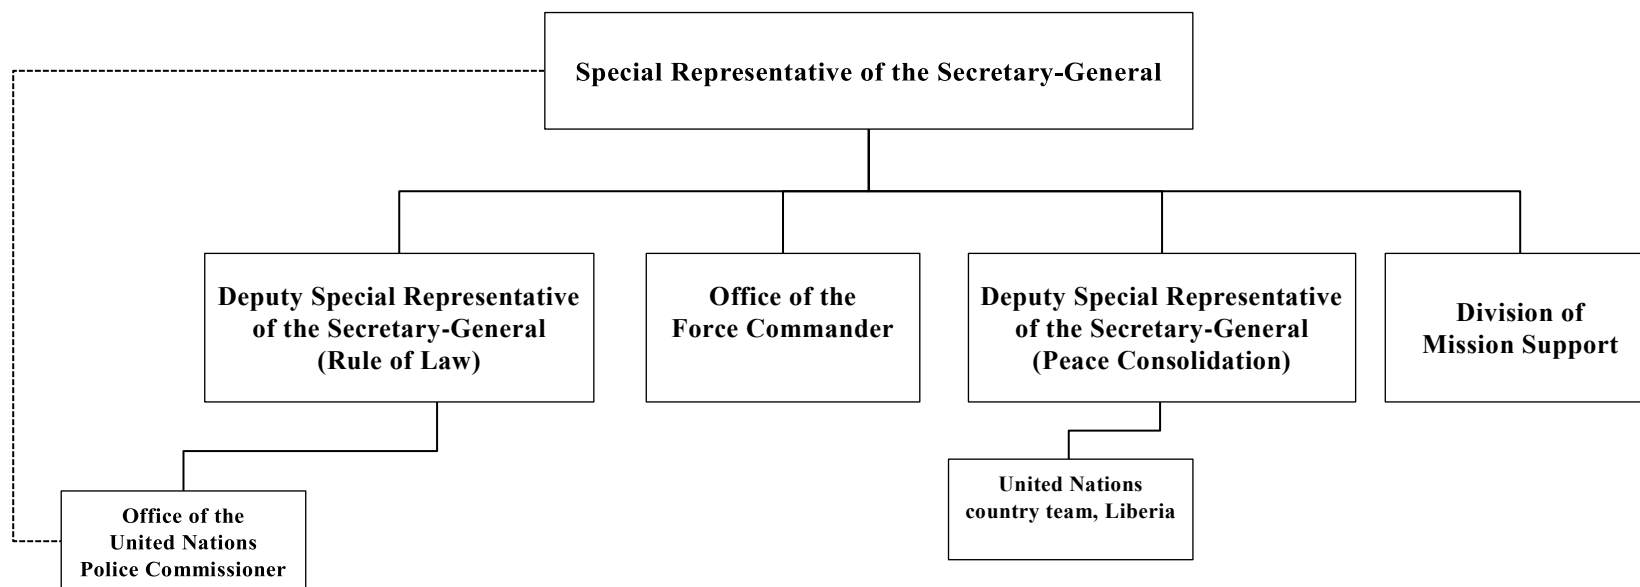 Special Representative of the Secretary-General
Deputy Special Representative
of the Secretary-General
(Rule of Law)
Office of the
Force Commander
Deputy Special Representative
of the Secretary-General
(Peace Consolidation)
Division of
Mission Support
Office of the
United Nations
Police Commissioner
United Nations
country team, Liberia